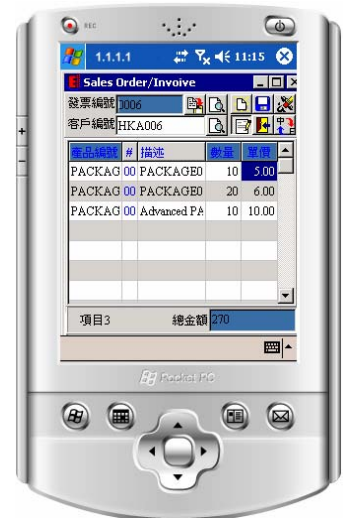 REC
1.1.1.1 11:15
Sales Order/Invoive
發票編號 0006
客戶編號 HKA006
產品編號 # 描述 數量 單價
PACKAG 00 PACKAGE0 10 5.00
PACKAG 00 PACKAGE0 20 6.00
PACKAG 00 Advanced PA 10 10.00
項目3 總金額 270
Pocket PC